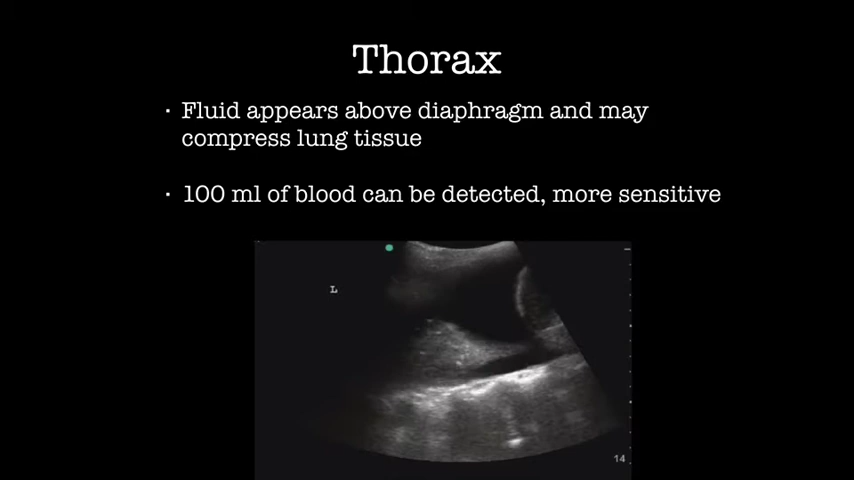 Thorax
· Fluid appears above diaphragm and may
compress lung tissue
· 100 ml of blood can be detected, more sensitive
L
14